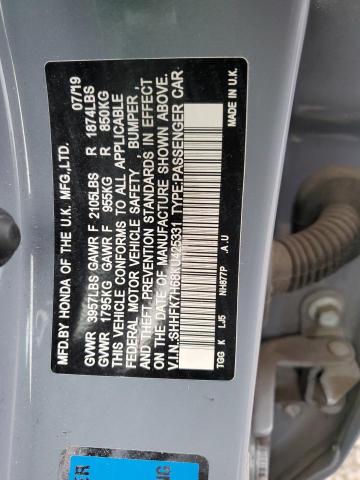 MFD.BY HONDA OF THE U.K. MFG.,LTD. 07/19
GVWR 3957LBS GAWR F 2105LBS R 1874LBS
GVWR 1795KG GAWR F 955KG R 850KG
THIS VEHICLE CONFORMS TO ALL APPLICABLE
FEDERAL MOTOR VEHICLE SAFETY , BUMPER ,
AND THEFT PREVENTION STANDARDS IN EFFECT
ON THE DATE OF MANUFACTURE SHOWN ABOVE.
V.I.N.:SHHFK7H68KU425331 TYPE:PASSENGER CAR
TGG K LJ5 NH877P .A.U MADE IN U.K.